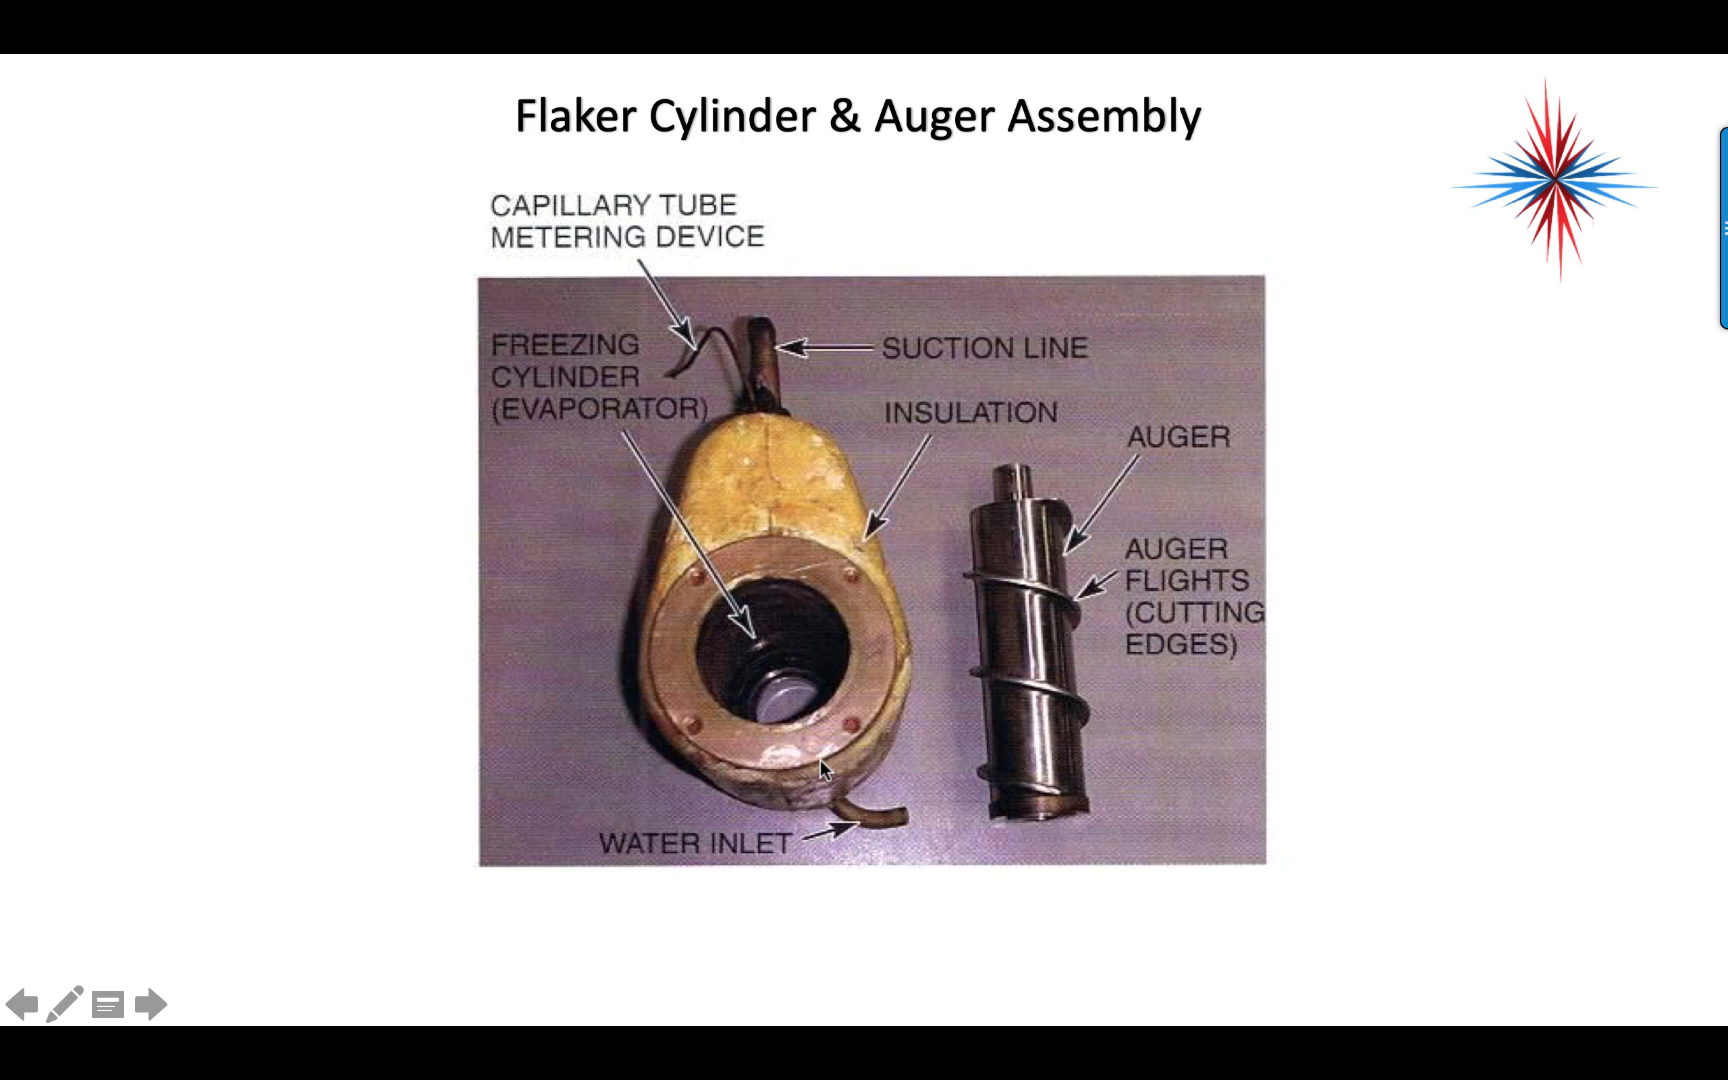 Flaker Cylinder & Auger Assembly
CAPILLARY TUBE
METERING DEVICE
FREEZING
CYLINDER
(EVAPORATOR)
SUCTION LINE
INSULATION
AUGER
AUGER
FLIGHTS
(CUTTING
EDGES)
WATER INLET